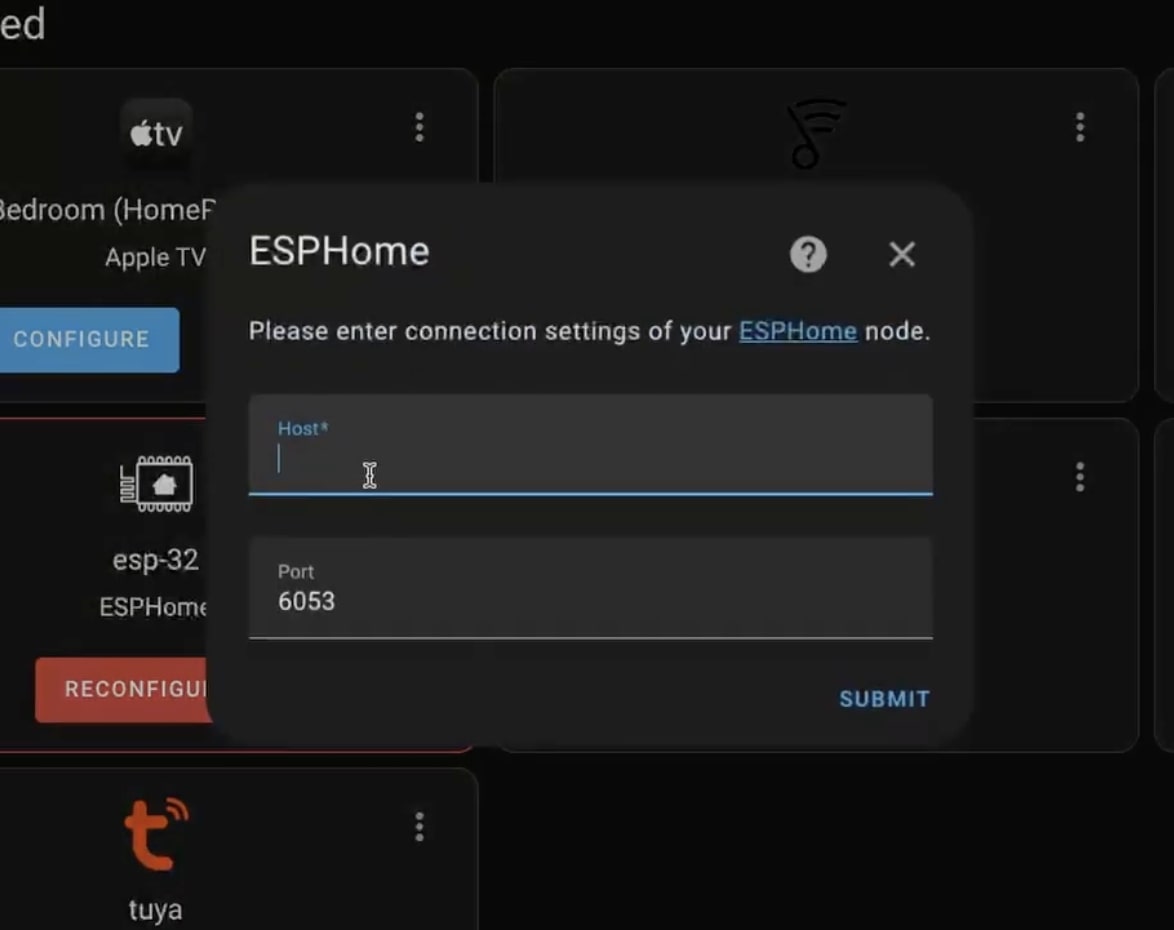 ed
tv
Bedroom (HomeP
Apple TV
CONFIGURE
ESPHome
Please enter connection settings of your ESPHome node.
Host*
Port
6053
SUBMIT
esp-32
ESPHome
RECONFIGU
tuya